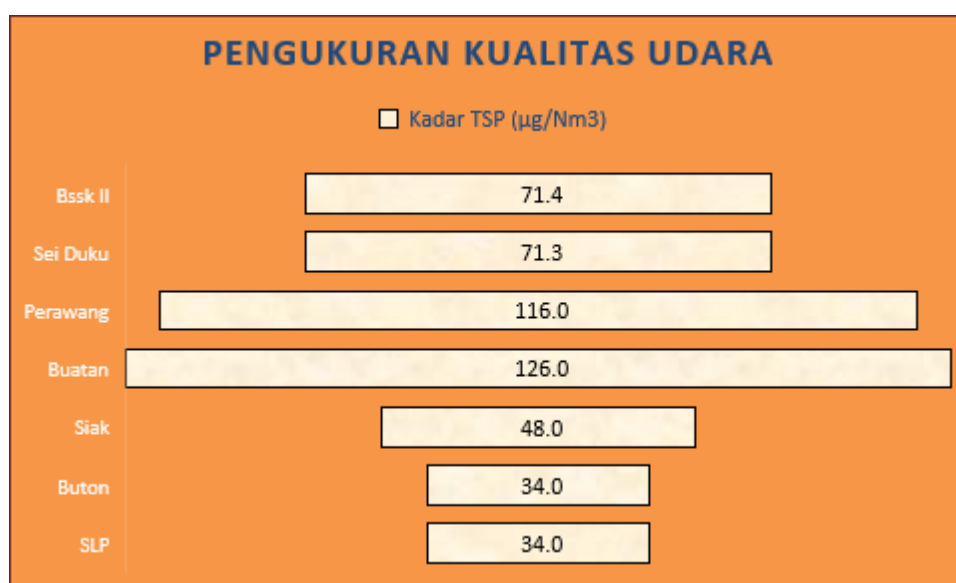 PENGUKURAN KUALITAS UDARA
Kadar TSP (µg/Nm3)
Bssk II 71.4
Sei Duku 71.3
Perawang 116.0
Buatan 126.0
Siak 48.0
Buton 34.0
SLP 34.0